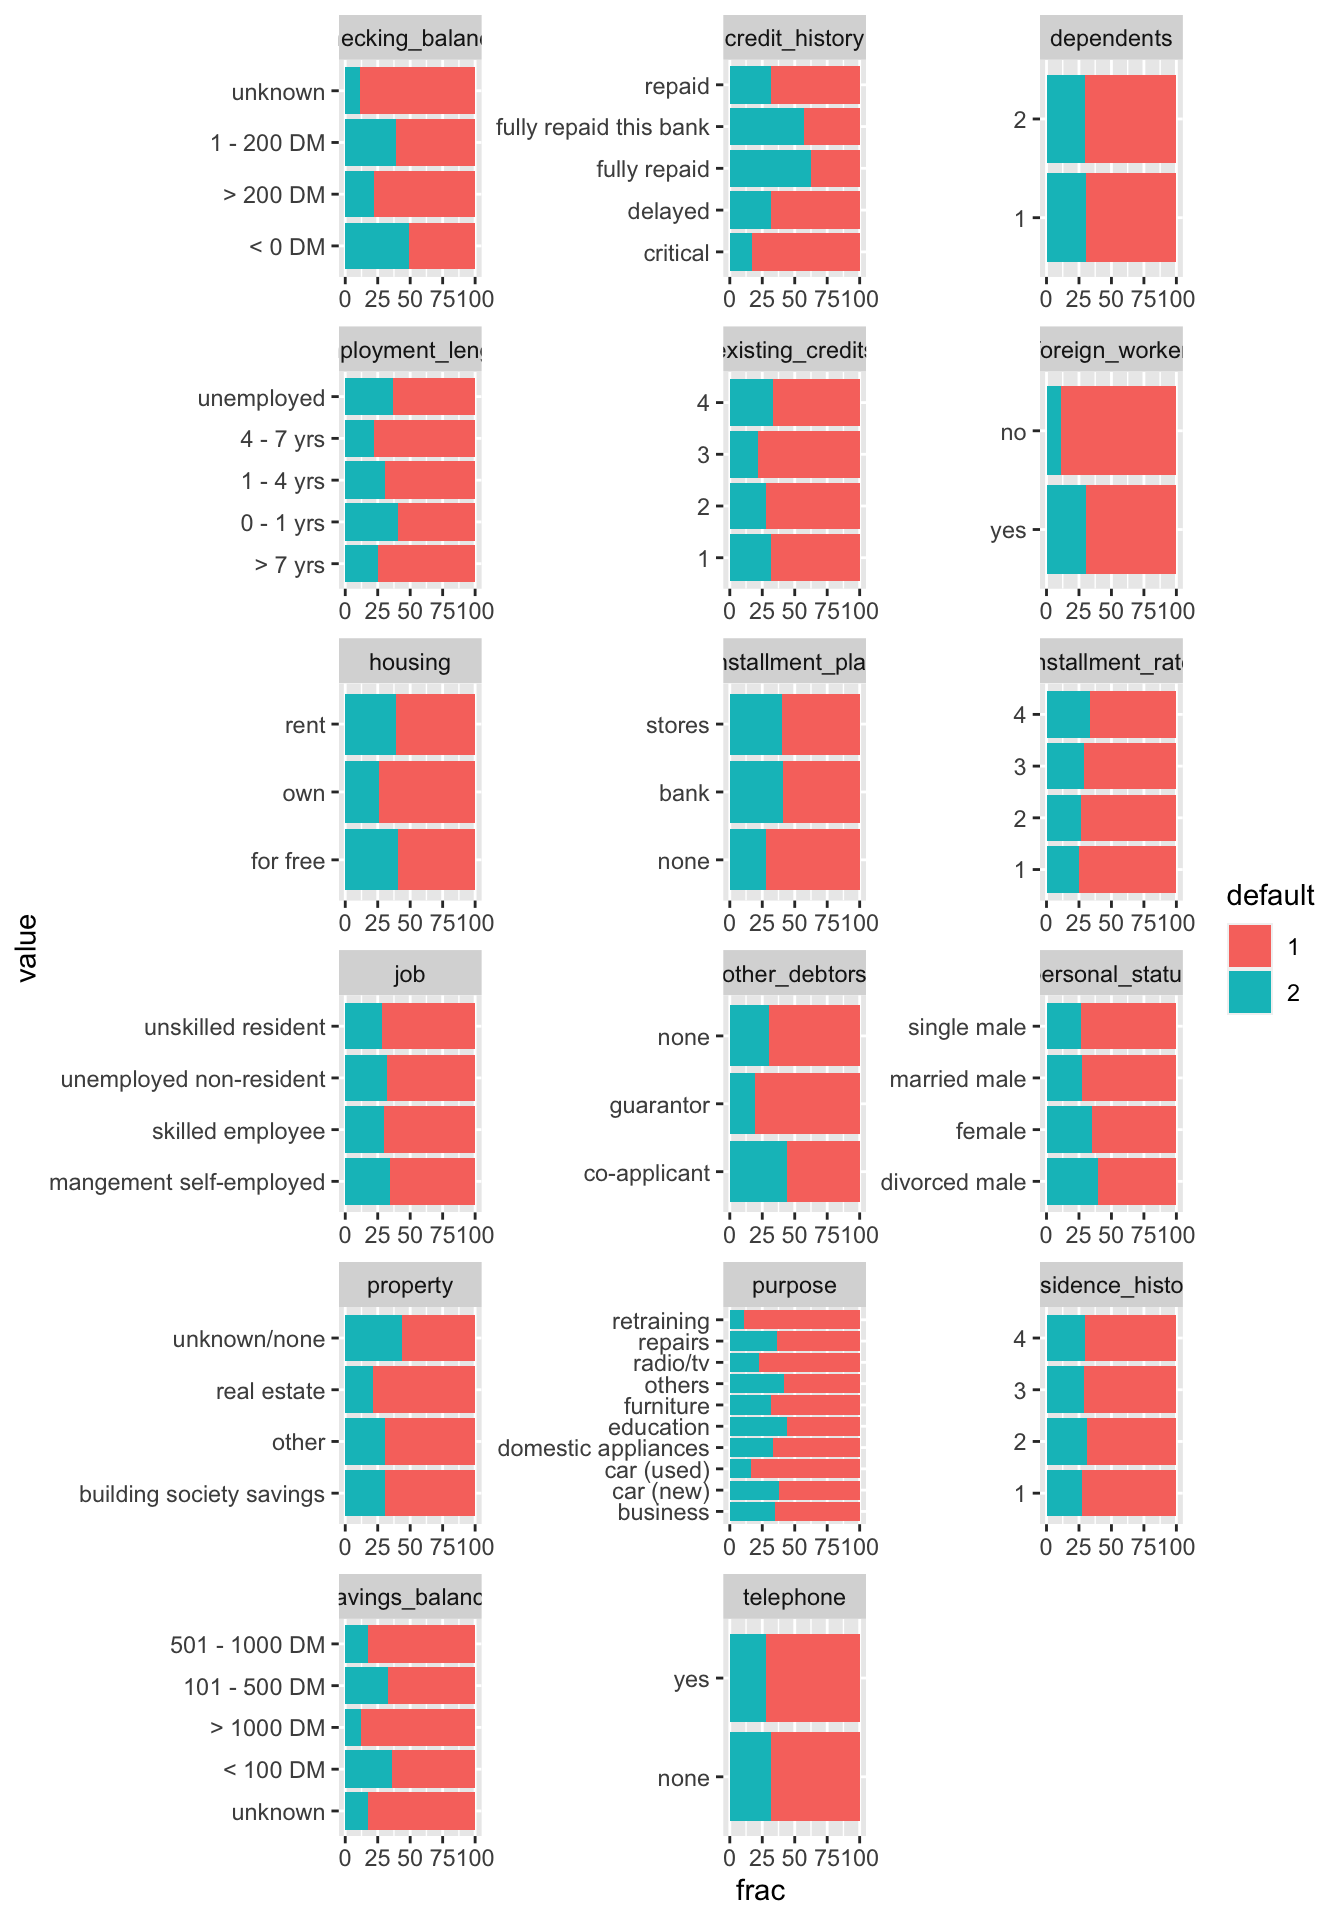 ecking_balan
unknown
1 - 200 DM
> 200 DM
< 0 DM
0 25 50 75 100
credit_history
repaid
fully repaid this bank
fully repaid
delayed
critical
0 25 50 75 100
dependents
2
1
0 25 50 75 100
ployment_leng
unemployed
4 - 7 yrs
1 - 4 yrs
0 - 1 yrs
> 7 yrs
0 25 50 75 100
existing_credits
4
3
2
1
0 25 50 75 100
foreign_worker
no
yes
0 25 50 75 100
housing
rent
own
for free
0 25 50 75 100
nstallment_pla
stores
bank
none
0 25 50 75 100
nstallment_rate
4
3
2
1
0 25 50 75 100
job
unskilled resident
unemployed non-resident
skilled employee
mangement self-employed
0 25 50 75 100
other_debtors
none
guarantor
co-applicant
0 25 50 75 100
personal_statu
single male
married male
female
divorced male
0 25 50 75 100
property
unknown/none
real estate
other
building society savings
0 25 50 75 100
purpose
retraining
repairs
radio/tv
others
furniture
education
domestic appliances
car (used)
car (new)
business
0 25 50 75 100
sidence_histo
4
3
2
1
0 25 50 75 100
avings_balanc
501 - 1000 DM
101 - 500 DM
> 1000 DM
< 100 DM
unknown
0 25 50 75 100
telephone
yes
none
0 25 50 75 100
value
frac
default
1
2